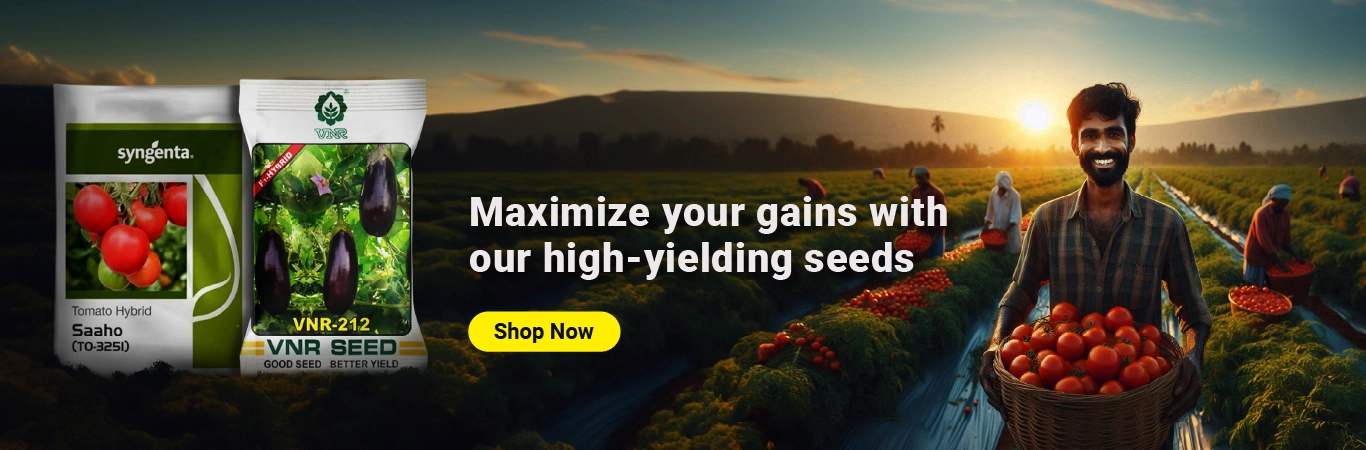 syngenta.
Tomato Hybrid
Saaho
(TO-3251)
VNR
F1-HYBRID
VNR-212
VNR SEED
GOOD SEED BETTER YIELD
Maximize your gains with
our high-yielding seeds
Shop Now